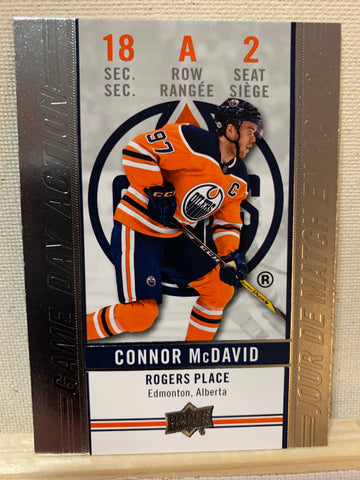 18 A 2
SEC. ROW SEAT
SEC. RANGÉE SIÈGE
GAME DAY ACTION
97
C
OILERS
®
JOUR DE MATCH
CONNOR McDAVID
ROGERS PLACE
Edmonton, Alberta
UPPER DECK